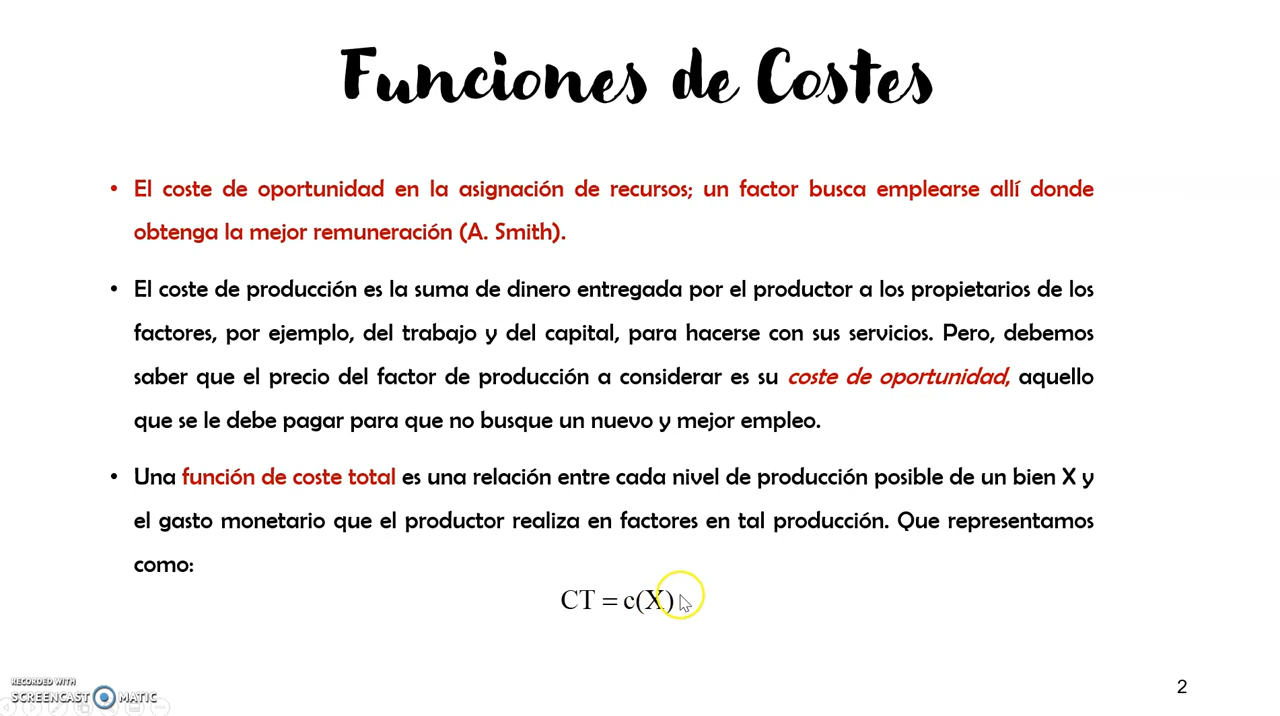 Funciones de Costes
• El coste de oportunidad en la asignación de recursos; un factor busca emplearse allí donde
obtenga la mejor remuneración (A. Smith).
• El coste de producción es la suma de dinero entregada por el productor a los propietarios de los
factores, por ejemplo, del trabajo y del capital, para hacerse con sus servicios. Pero, debemos
saber que el precio del factor de producción a considerar es su coste de oportunidad, aquello
que se le debe pagar para que no busque un nuevo y mejor empleo.
• Una función de coste total es una relación entre cada nivel de producción posible de un bien X y
el gasto monetario que el productor realiza en factores en tal producción. Que representamos
como:
CT = c(X)
RECORDED WITH
SCREENCAST MATIC
2